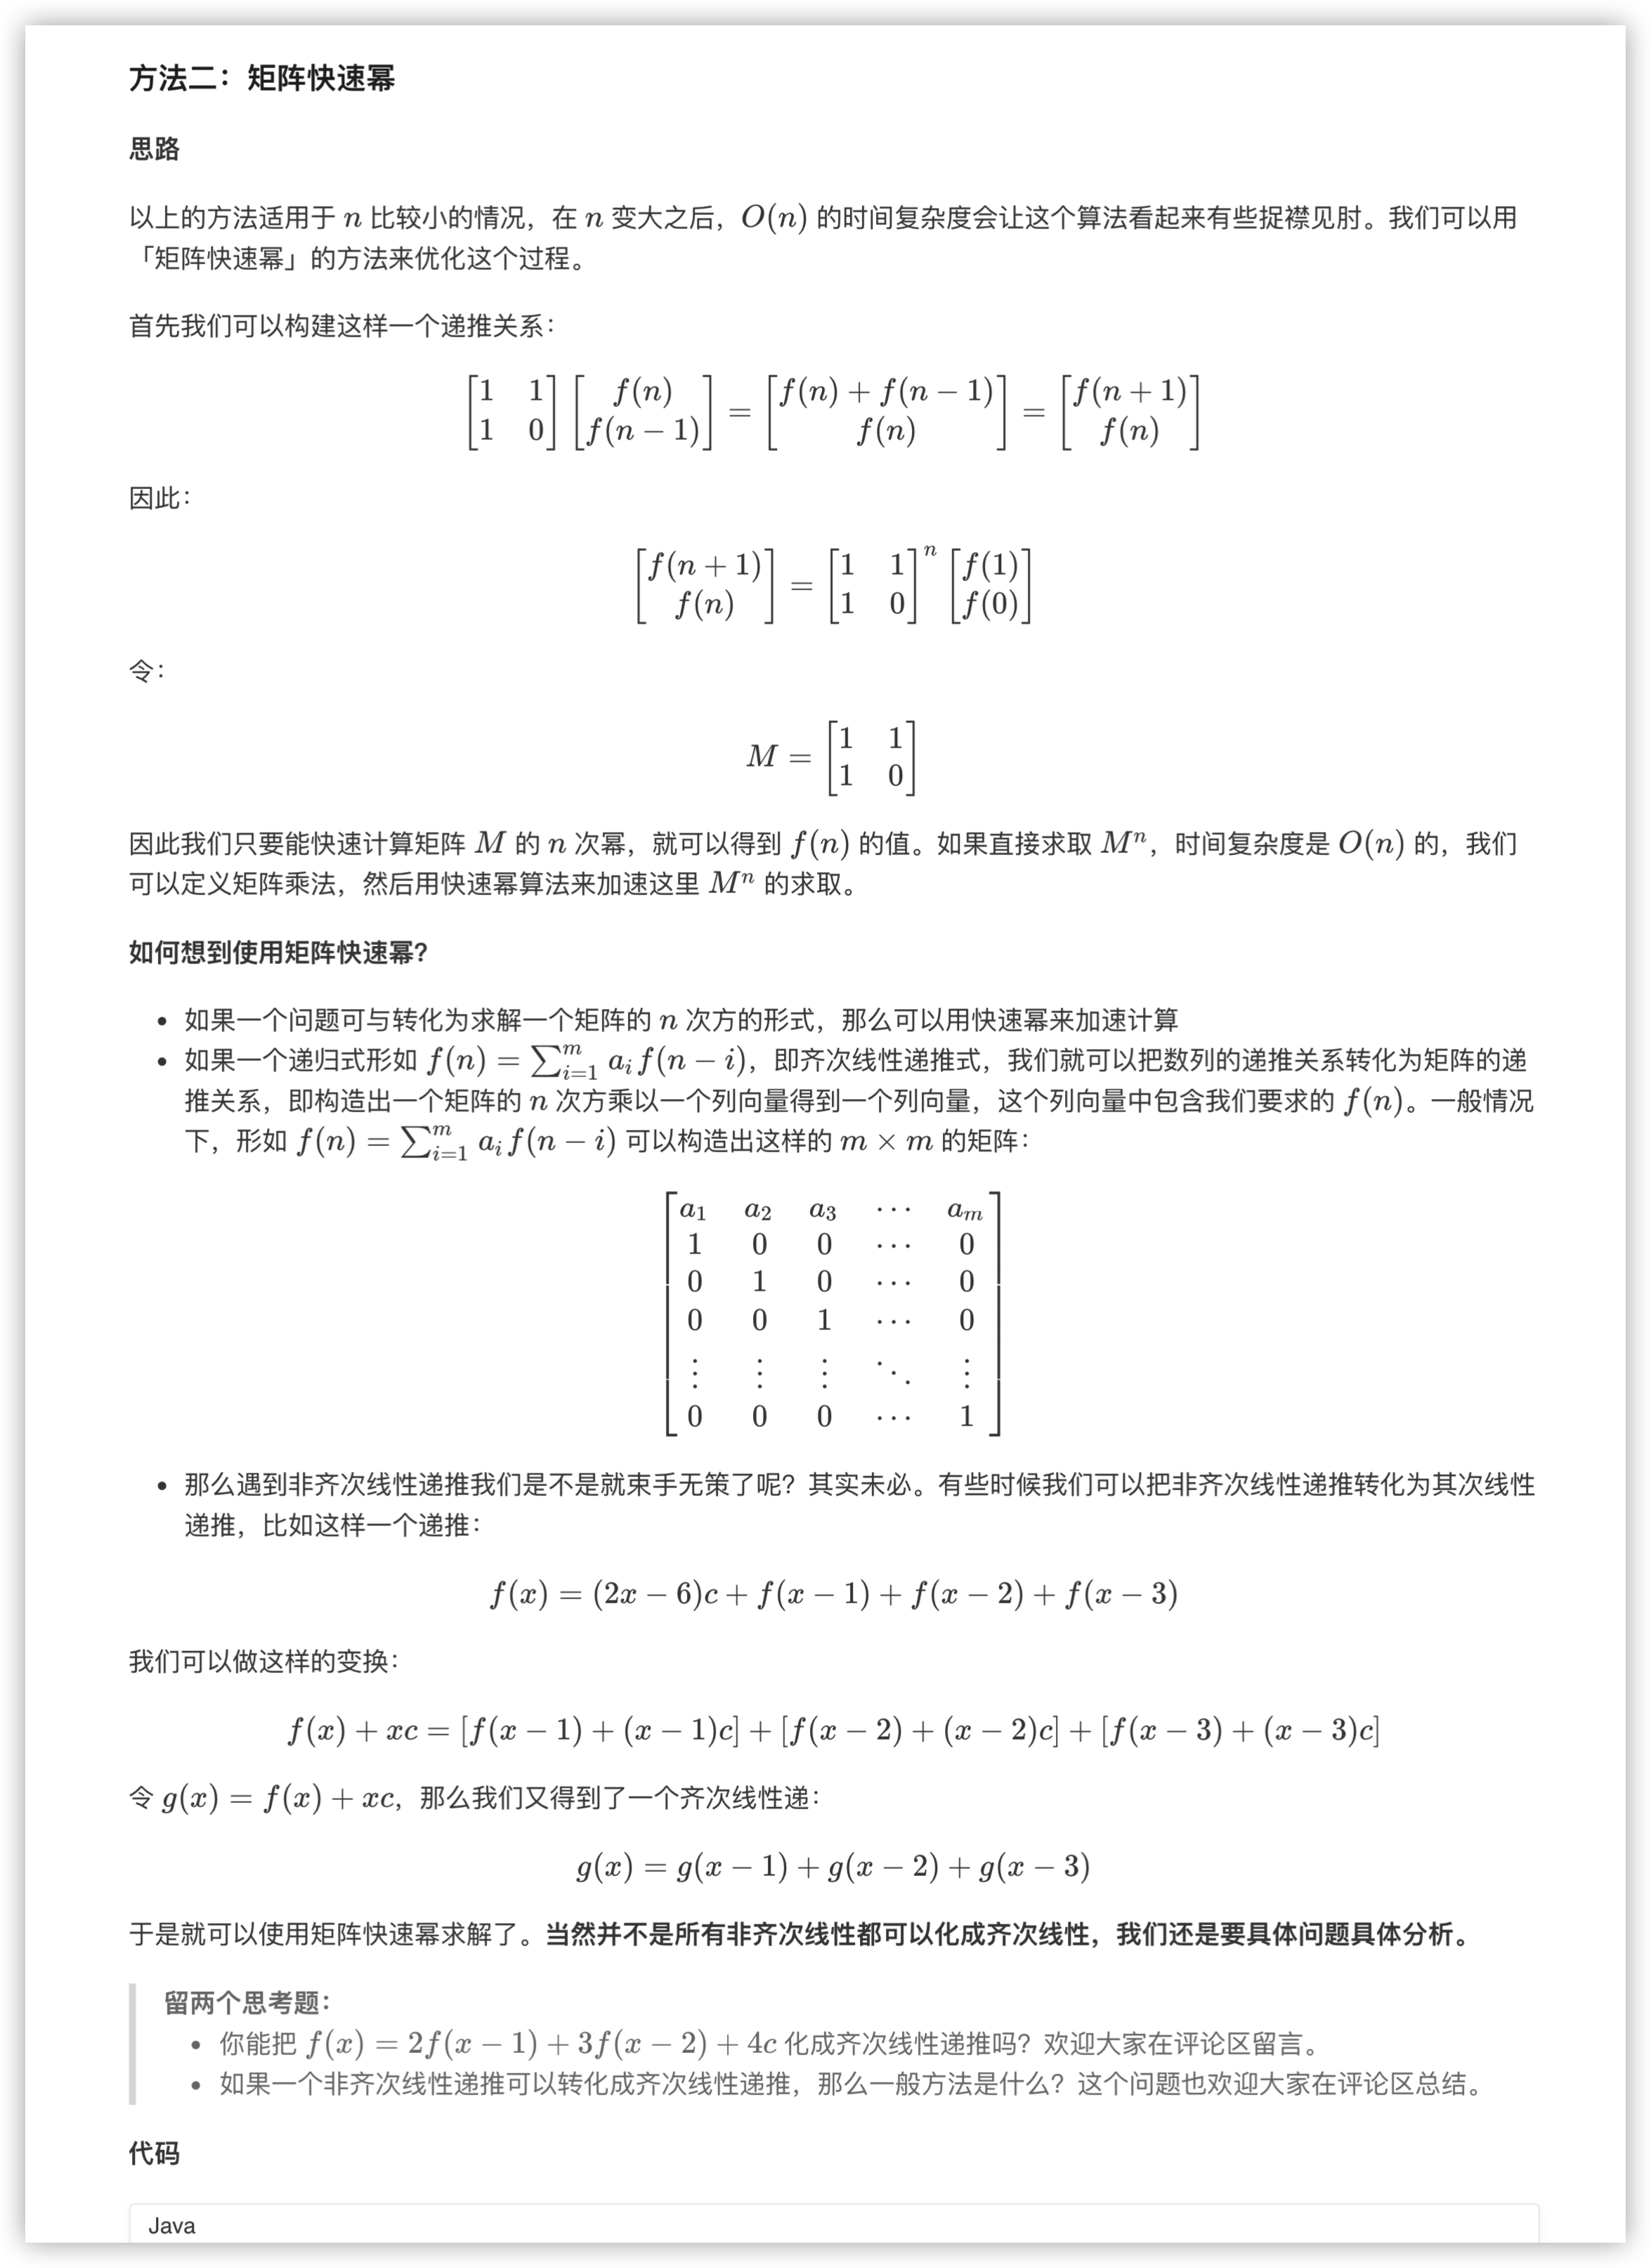 方法二：矩阵快速幂
思路
以上的方法适用于 n 比较小的情况，在 n 变大之后，O(n) 的时间复杂度会让这个算法看起来有些捉襟见肘。我们可以用
「矩阵快速幂」的方法来优化这个过程。
首先我们可以构建这样一个递推关系：
\begin{bmatrix} 1 & 1 \\ 1 & 0 \end{bmatrix} \begin{bmatrix} f(n) \\ f(n-1) \end{bmatrix} = \begin{bmatrix} f(n)+f(n-1) \\ f(n) \end{bmatrix} = \begin{bmatrix} f(n+1) \\ f(n) \end{bmatrix}
因此：
\begin{bmatrix} f(n+1) \\ f(n) \end{bmatrix} = \begin{bmatrix} 1 & 1 \\ 1 & 0 \end{bmatrix}^n \begin{bmatrix} f(1) \\ f(0) \end{bmatrix}
令：
M = \begin{bmatrix} 1 & 1 \\ 1 & 0 \end{bmatrix}
因此我们只要能快速计算矩阵 M 的 n 次幂，就可以得到 f(n) 的值。如果直接求取 M^n，时间复杂度是 O(n) 的，我们
可以定义矩阵乘法，然后用快速幂算法来加速这里 M^n 的求取。
如何想到使用矩阵快速幂？
• 如果一个问题可与转化为求解一个矩阵的 n 次方的形式，那么可以用快速幂来加速计算
• 如果一个递归式形如 f(n) = \sum_{i=1}^{m} a_i f(n-i)，即齐次线性递推式，我们就可以把数列的递推关系转化为矩阵的递
推关系，即构造出一个矩阵的 n 次方乘以一个列向量得到一个列向量，这个列向量中包含我们要求的 f(n)。一般情况
下，形如 f(n) = \sum_{i=1}^{m} a_i f(n-i) 可以构造出这样的 m × m 的矩阵：
\begin{bmatrix} a_1 & a_2 & a_3 & \cdots & a_m \\ 1 & 0 & 0 & \cdots & 0 \\ 0 & 1 & 0 & \cdots & 0 \\ 0 & 0 & 1 & \cdots & 0 \\ \vdots & \vdots & \vdots & \ddots & \vdots \\ 0 & 0 & 0 & \cdots & 1 \end{bmatrix}
• 那么遇到非齐次线性递推我们是不是就束手无策了呢？其实未必。有些时候我们可以把非齐次线性递推转化为其次线性
递推，比如这样一个递推：
f(x) = (2x − 6)c + f(x − 1) + f(x − 2) + f(x − 3)
我们可以做这样的变换：
f(x) + xc = [f(x − 1) + (x − 1)c] + [f(x − 2) + (x − 2)c] + [f(x − 3) + (x − 3)c]
令 g(x) = f(x) + xc，那么我们又得到了一个齐次线性递：
g(x) = g(x − 1) + g(x − 2) + g(x − 3)
于是就可以使用矩阵快速幂求解了。当然并不是所有非齐次线性都可以化成齐次线性，我们还是要具体问题具体分析。
留两个思考题：
• 你能把 f(x) = 2f(x − 1) + 3f(x − 2) + 4c 化成齐次线性递推吗？欢迎大家在评论区留言。
• 如果一个非齐次线性递推可以转化成齐次线性递推，那么一般方法是什么？这个问题也欢迎大家在评论区总结。
代码
Java